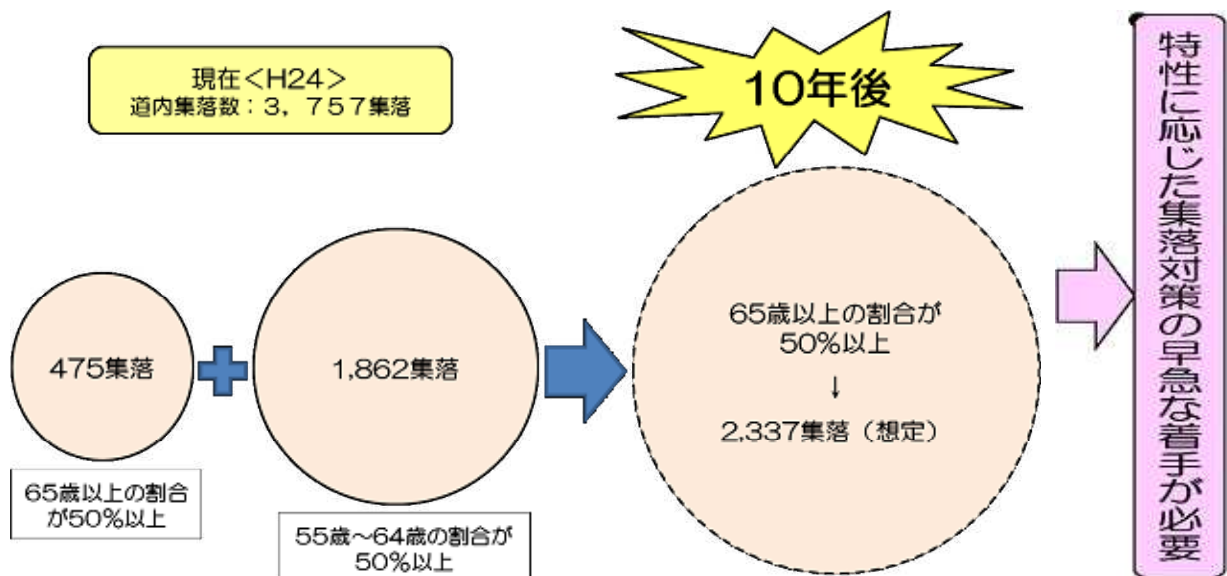 現在<H24>
道内集落数：3，757集落
10年後
475集落
1,862集落
65歳以上の割合
が50%以上
55歳～64歳の割合が
50%以上
65歳以上の割合が
50%以上
↓
2,337集落（想定）
特性に応じた集落対策の早急な着手が必要